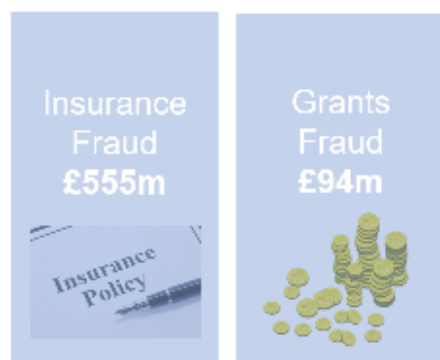 Insurance
Fraud
£555m
Insurance
Policy
Grants
Fraud
£94m